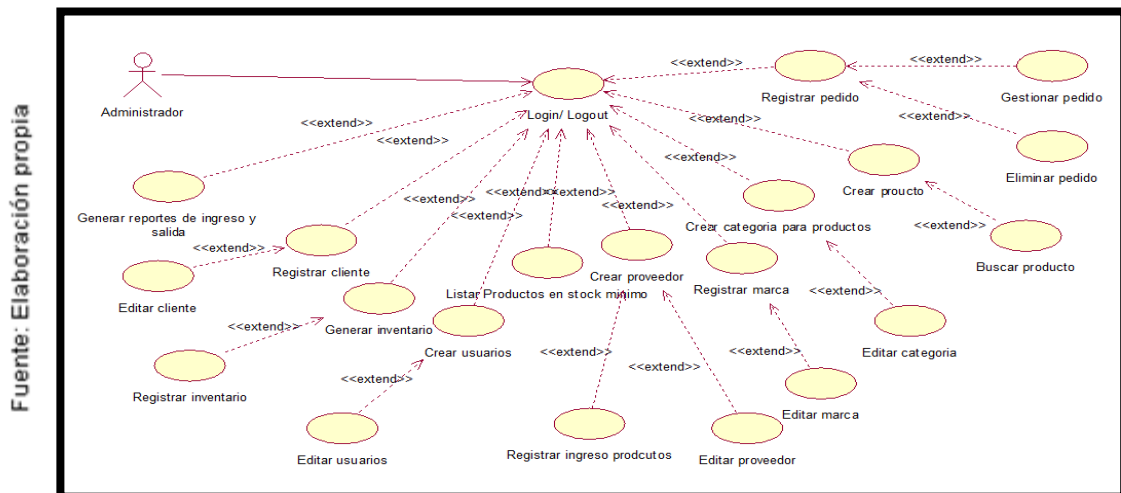 Fuente: Elaboración propia
Administrador
Login/ Logout
<<extend>>
Registrar pedido
<<extend>>
Gestionar pedido
<<extend>>
<<extend>>
<<extend>>
<<extend>>
Eliminar pedido
<<extend>>
<<extend>>
Crear proucto
<<extend>>
<<extend>>
<<extend>>
<<extend>>
<<extend>>
Generar reportes de ingreso y
salida
Crear categoria para productos
<<extend>>
<<extend>>
Buscar producto
Registrar cliente
Crear proveedor
Registrar marca
Editar cliente
Listar Productos en stock minimo
<<extend>>
<<extend>>
Generar inventario
Crear usuarios
Editar categoria
<<extend>>
<<extend>>
<<extend>>
<<extend>>
Registrar inventario
Editar marca
Editar usuarios
Registrar ingreso prodcutos
Editar proveedor